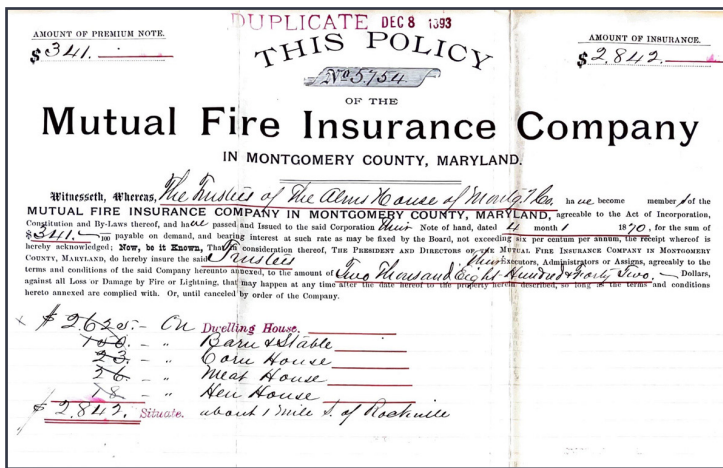 DUPLICATE DEC 8 1893
AMOUNT OF PREMIUM NOTE.
$341.
AMOUNT OF INSURANCE.
$2,842.
THIS POLICY
No 5754
OF THE
Mutual Fire Insurance Company
IN MONTGOMERY COUNTY, MARYLAND.
Witnesseth, Whereas, The Trustees of The Alms House of Montg'y Co. have become members of the
MUTUAL FIRE INSURANCE COMPANY IN MONTGOMERY COUNTY, MARYLAND, agreeable to the Act of Incorporation,
Constitution and By-Laws thereof, and have passed and Issued to the said Corporation Their Note of hand, dated 4 month 1 1870, for the sum of
$341.—/100 payable on demand, and bearing interest at such rate as may be fixed by the Board, not exceeding six per centum per annum, the receipt whereof is
hereby acknowledged; Now, be it Known, That in consideration thereof, THE PRESIDENT AND DIRECTORS OF THE MUTUAL FIRE INSURANCE COMPANY IN MONTGOMERY
COUNTY, MARYLAND, do hereby insure the said Trustees their Executors, Administrators or Assigns, agreeably to the
terms and conditions of the said Company hereunto annexed, to the amount of Two Thousand Eight Hundred & Forty Two.— Dollars,
against all Loss or Damage by Fire or Lightning, that may happen at any time after the date hereof to the property herein described, so long as the terms and conditions
hereto annexed are complied with. Or, until canceled by order of the Company.
$2,625.— On Dwelling House.
— " Barn & Stable
23. — " Corn House
36 — " Meat House
18 — " Hen House
$2,842. Situate. about 1 mile S. of Rockville